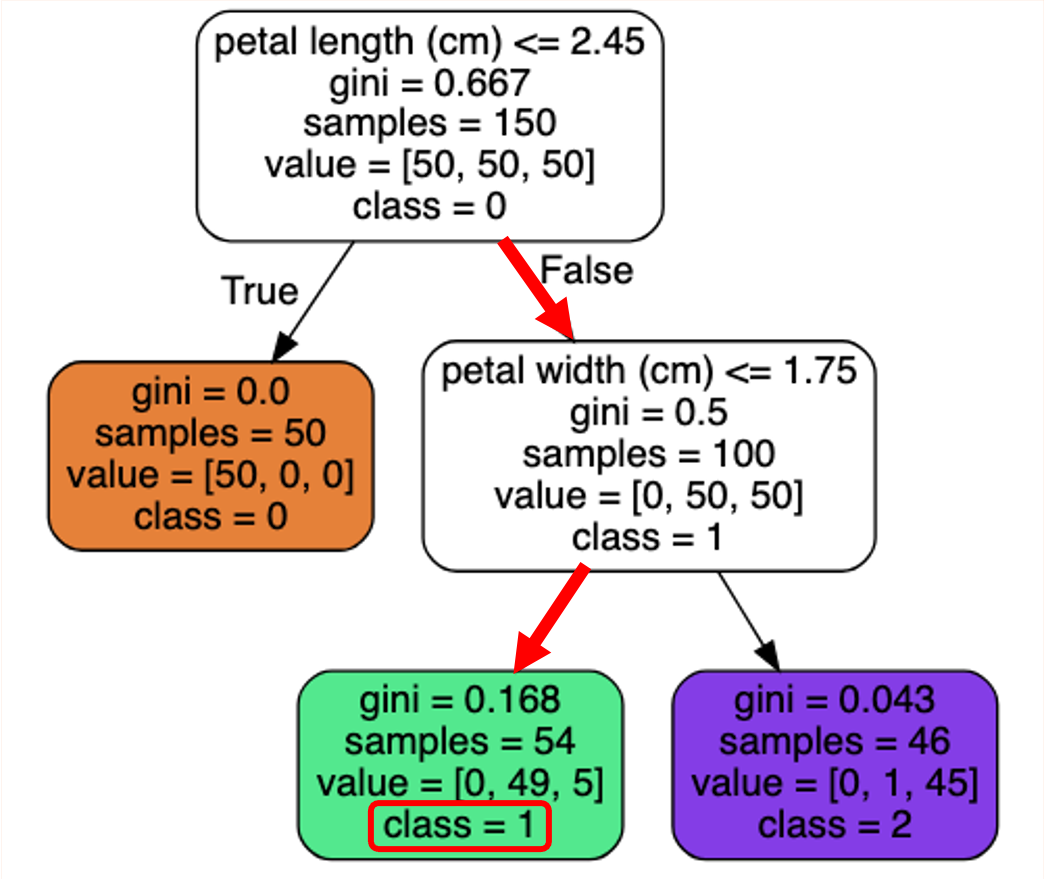 petal length (cm) <= 2.45
gini = 0.667
samples = 150
value = [50, 50, 50]
class = 0
True
False
gini = 0.0
samples = 50
value = [50, 0, 0]
class = 0
petal width (cm) <= 1.75
gini = 0.5
samples = 100
value = [0, 50, 50]
class = 1
gini = 0.168
samples = 54
value = [0, 49, 5]
class = 1
gini = 0.043
samples = 46
value = [0, 1, 45]
class = 2